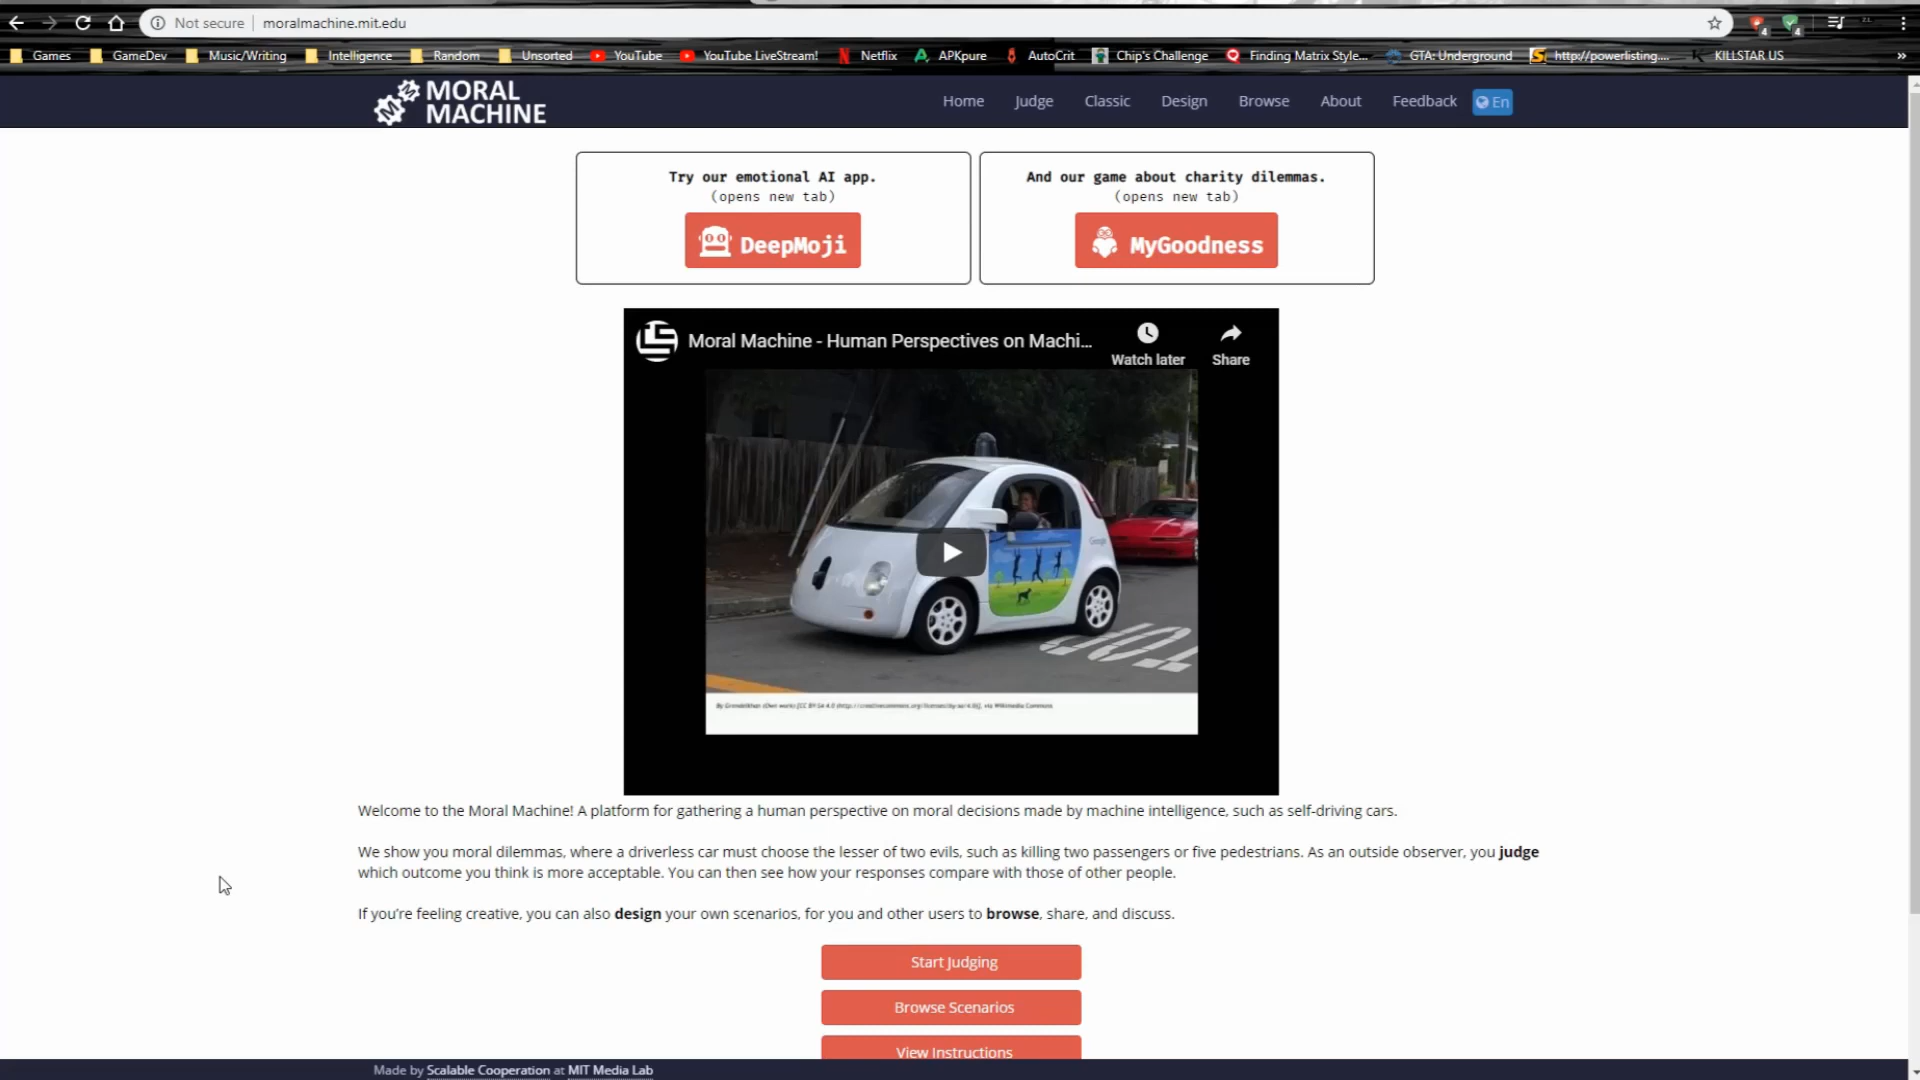 Not secure | moralmachine.mit.edu
Games GameDev Music/Writing Intelligence Random Unsorted YouTube YouTube LiveStream! Netflix APKpure AutoCrit Chip's Challenge Finding Matrix Style... GTA: Underground http://powerlisting.... KILLSTAR US »
MORAL MACHINE
Home Judge Classic Design Browse About Feedback En
Try our emotional AI app.
(opens new tab)
DeepMoji
And our game about charity dilemmas.
(opens new tab)
MyGoodness
Moral Machine - Human Perspectives on Machi...
Watch later
Share
Google
Welcome to the Moral Machine! A platform for gathering a human perspective on moral decisions made by machine intelligence, such as self-driving cars.
We show you moral dilemmas, where a driverless car must choose the lesser of two evils, such as killing two passengers or five pedestrians. As an outside observer, you judge
which outcome you think is more acceptable. You can then see how your responses compare with those of other people.
If you're feeling creative, you can also design your own scenarios, for you and other users to browse, share, and discuss.
Start Judging
Browse Scenarios
View Instructions
Made by Scalable Cooperation at MIT Media Lab